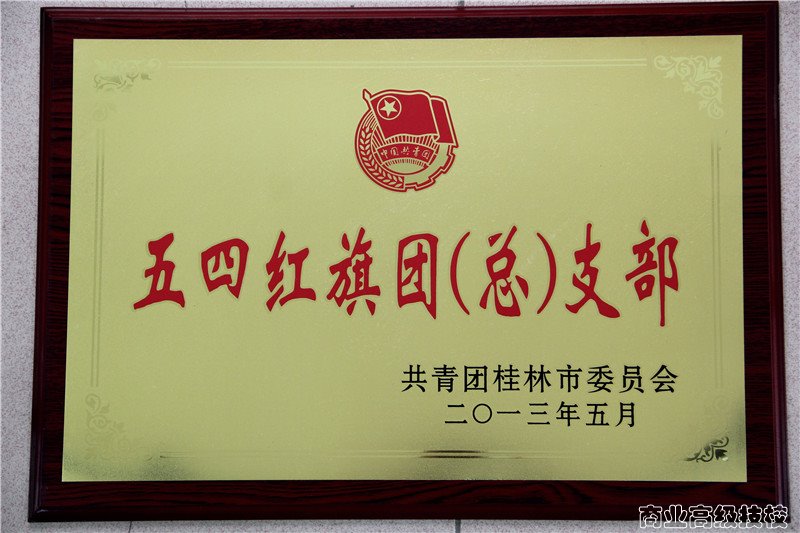 中国共青团
五四红旗团(总)支部
共青团桂林市委员会
二〇一三年五月
商业高级技校